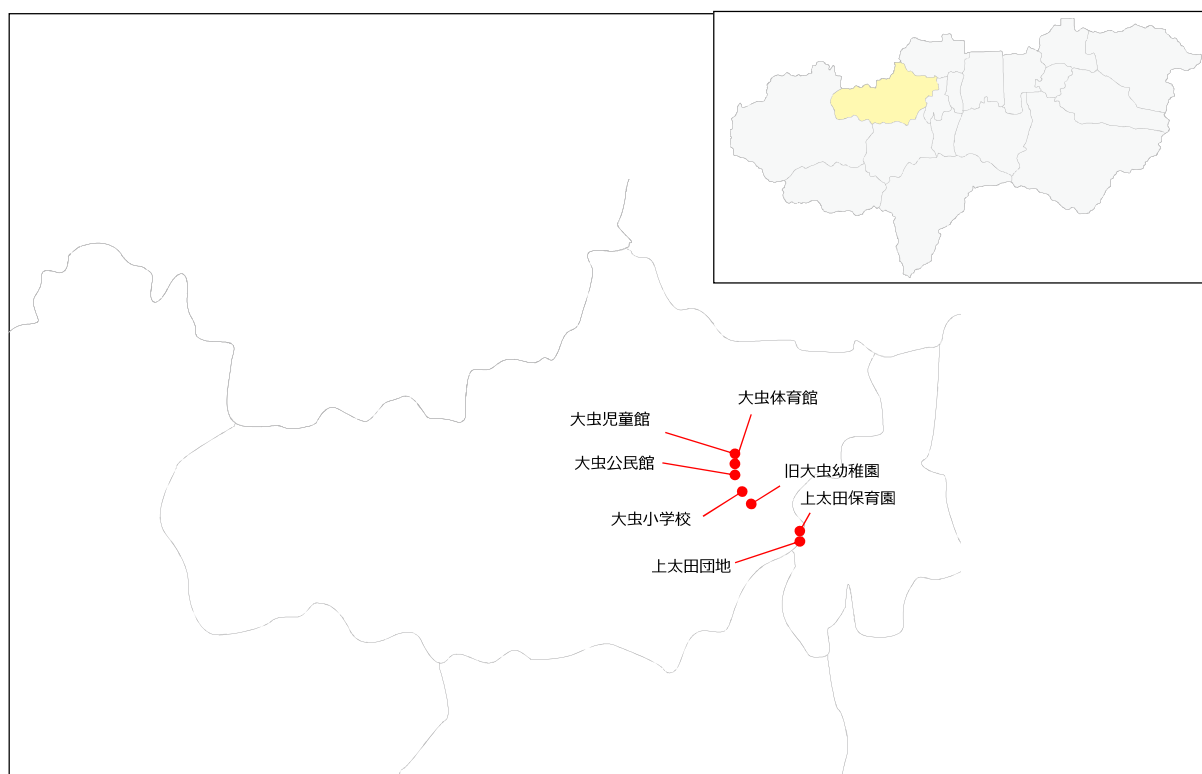 大虫体育館
大虫児童館
大虫公民館
旧大虫幼稚園
上太田保育園
大虫小学校
上太田団地